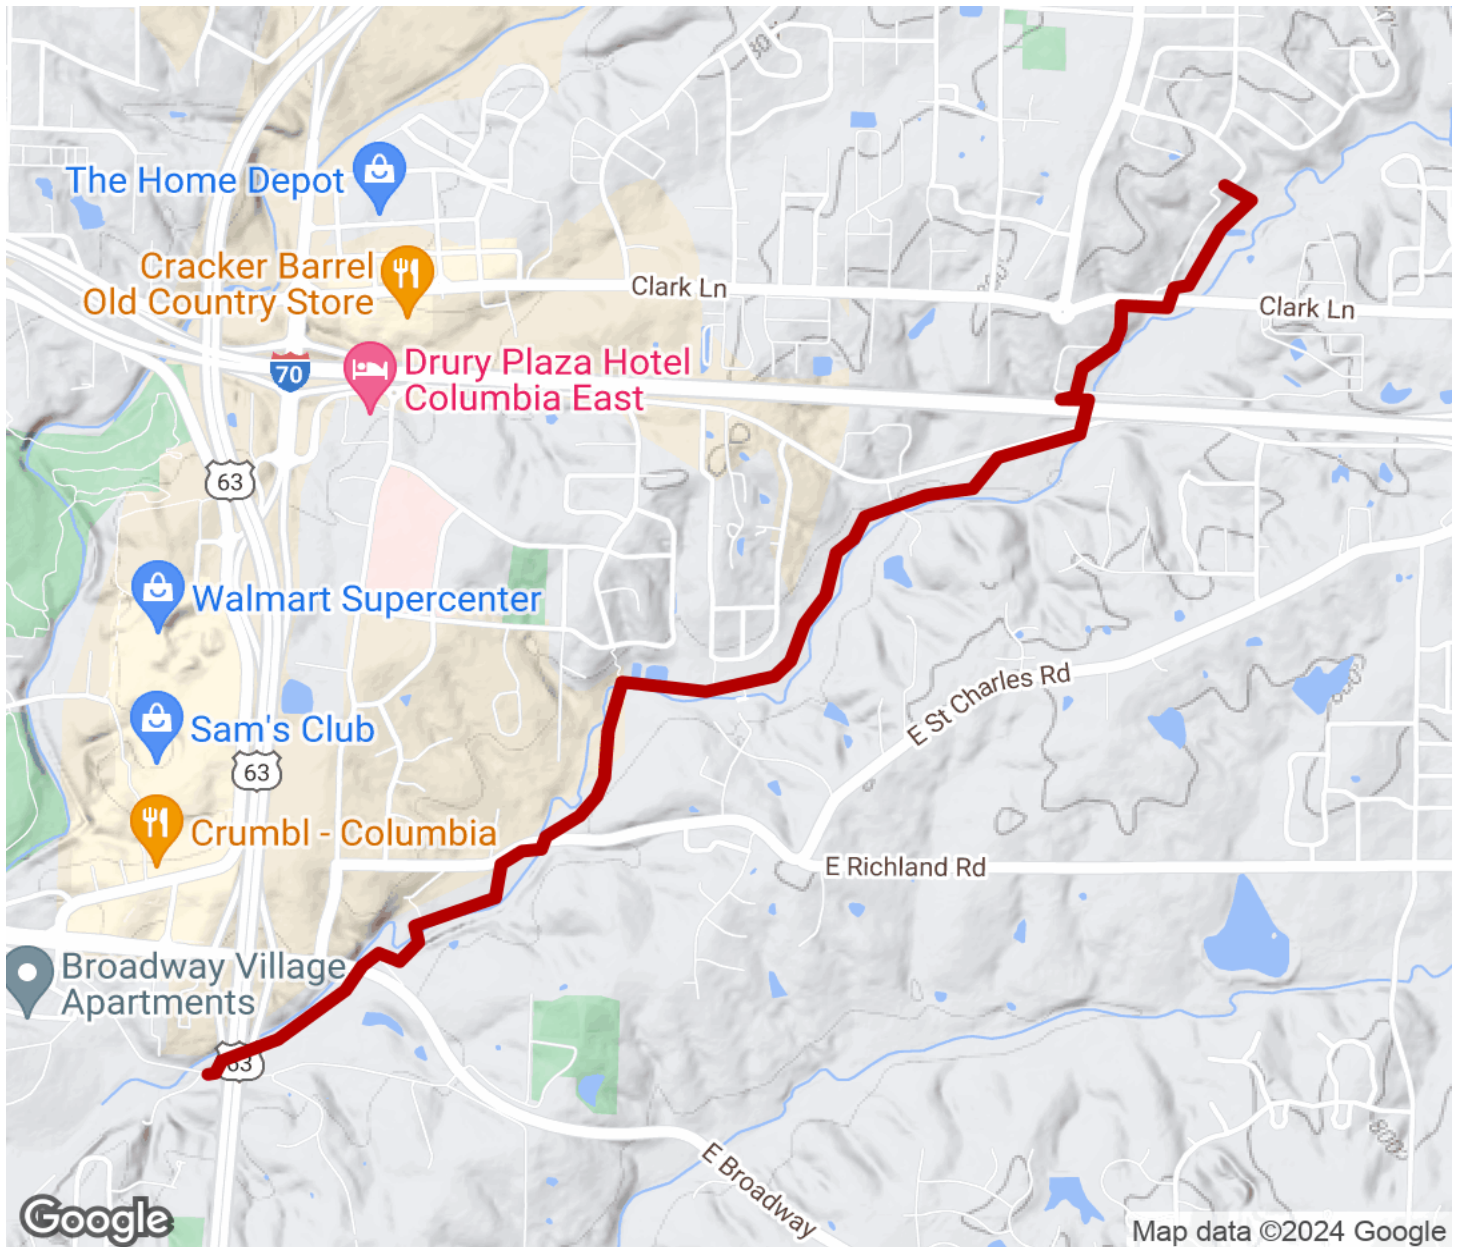 The Home Depot
Cracker Barrel
Old Country Store
Clark Ln
Clark Ln
Drury Plaza Hotel
Columbia East
70
63
Walmart Supercenter
E St Charles Rd
Sam's Club
63
Crumbl - Columbia
E Richland Rd
Broadway Village
Apartments
63
E Broadway
800
Google
Map data ©2024 Google